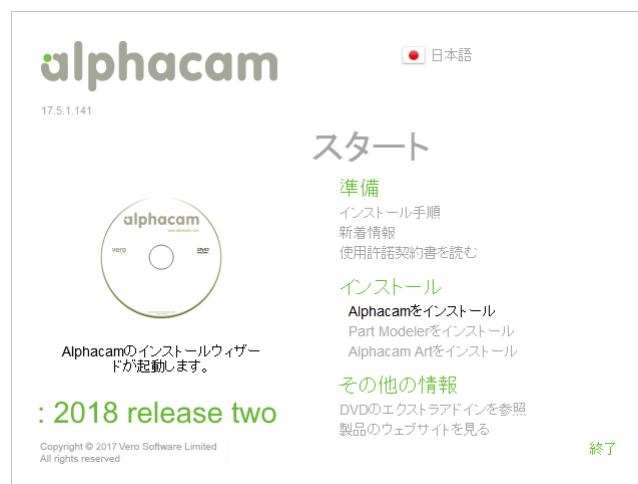 alphacam
日本語
17.5.1.141
スタート
準備
インストール手順
新着情報
使用許諾契約書を読む
alphacam
vero
DVD
インストール
Alphacamをインストール
Part Modelerをインストール
Alphacam Artをインストール
Alphacamのインストールウィザー
ドが起動します。
その他の情報
: 2018 release two
DVDのエクストラアドインを参照
製品のウェブサイトを見る
Copyright © 2017 Vero Software Limited
All rights reserved
終了